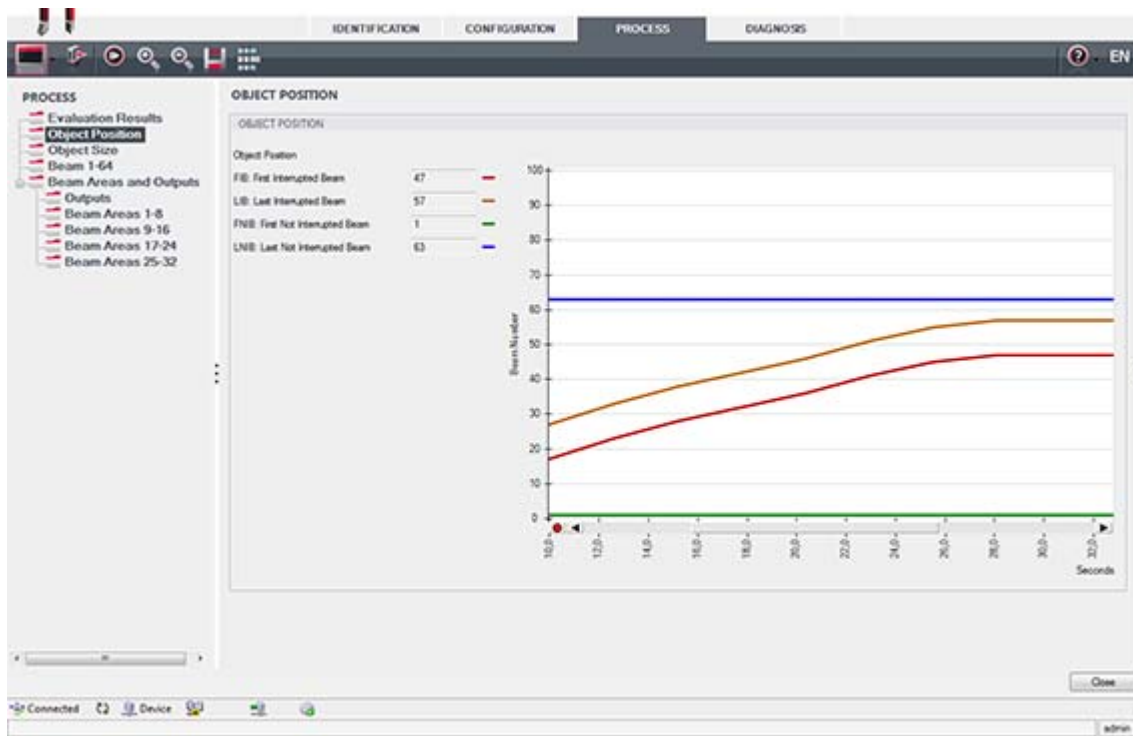 IDENTIFICATION CONFIGURATION PROCESS DIAGNOSIS
EN
PROCESS
Evaluation Results
Object Position
Object Size
Beam 1-64
Beam Areas and Outputs
Outputs
Beam Areas 1-8
Beam Areas 9-16
Beam Areas 17-24
Beam Areas 25-32
OBJECT POSITION
OBJECT POSITION
Object Position
FIB: First Interrupted Beam 47
LIB: Last Interrupted Beam 57
FNIB: First Not Interrupted Beam 1
LNIB: Last Not Interrupted Beam 63
100
90
80
70
60
50
40
30
20
10
0
Beam Number
10,0 12,0 14,0 16,0 18,0 20,0 22,0 24,0 26,0 28,0 30,0 32,0
Seconds
Close
Connected Device
admin